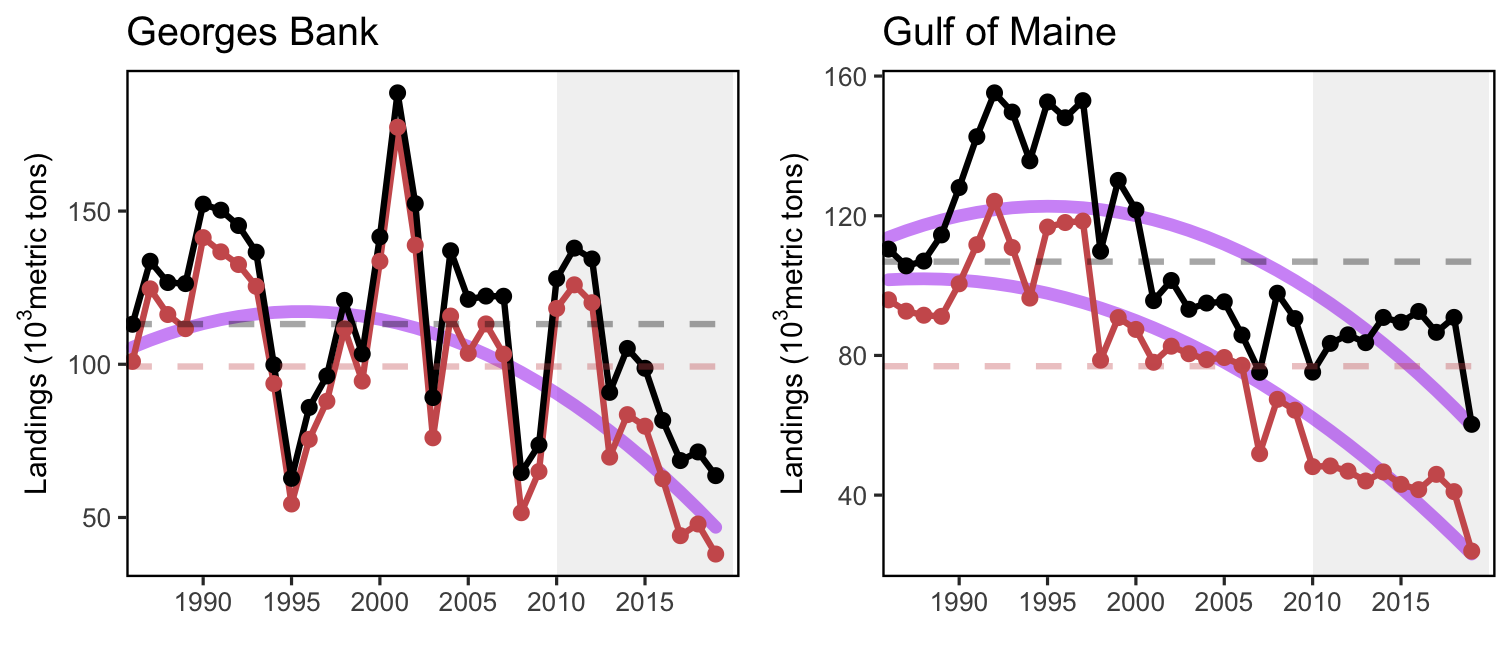 Georges Bank
Landings (10³metric tons)
150
100
50
1990 1995 2000 2005 2010 2015
Gulf of Maine
Landings (10³metric tons)
160
120
80
40
1990 1995 2000 2005 2010 2015